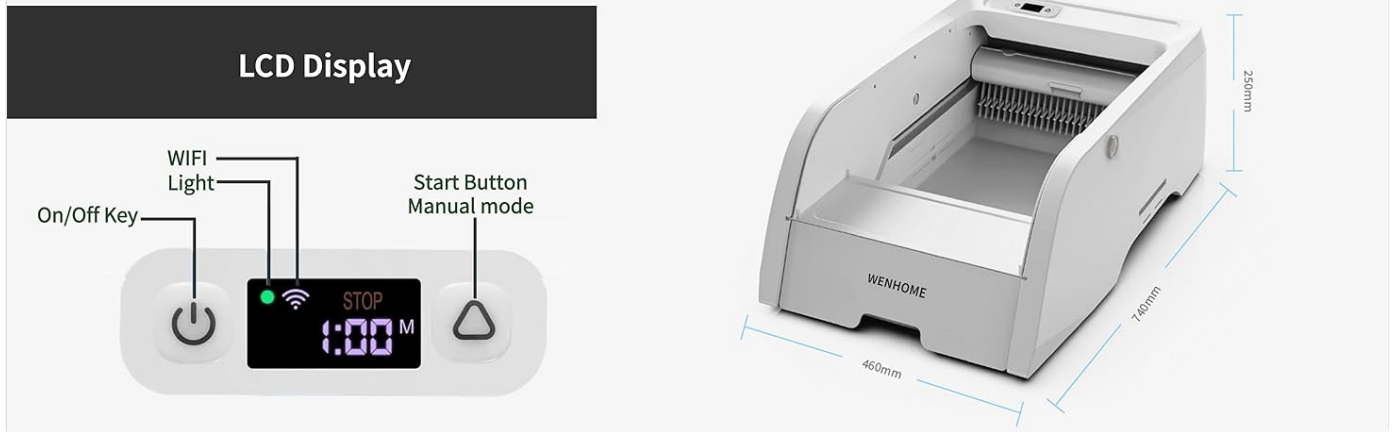 LCD Display
WIFI
Light
On/Off Key
Start Button
Manual mode
STOP
1:00 M
WENHOME
250mm
740mm
460mm